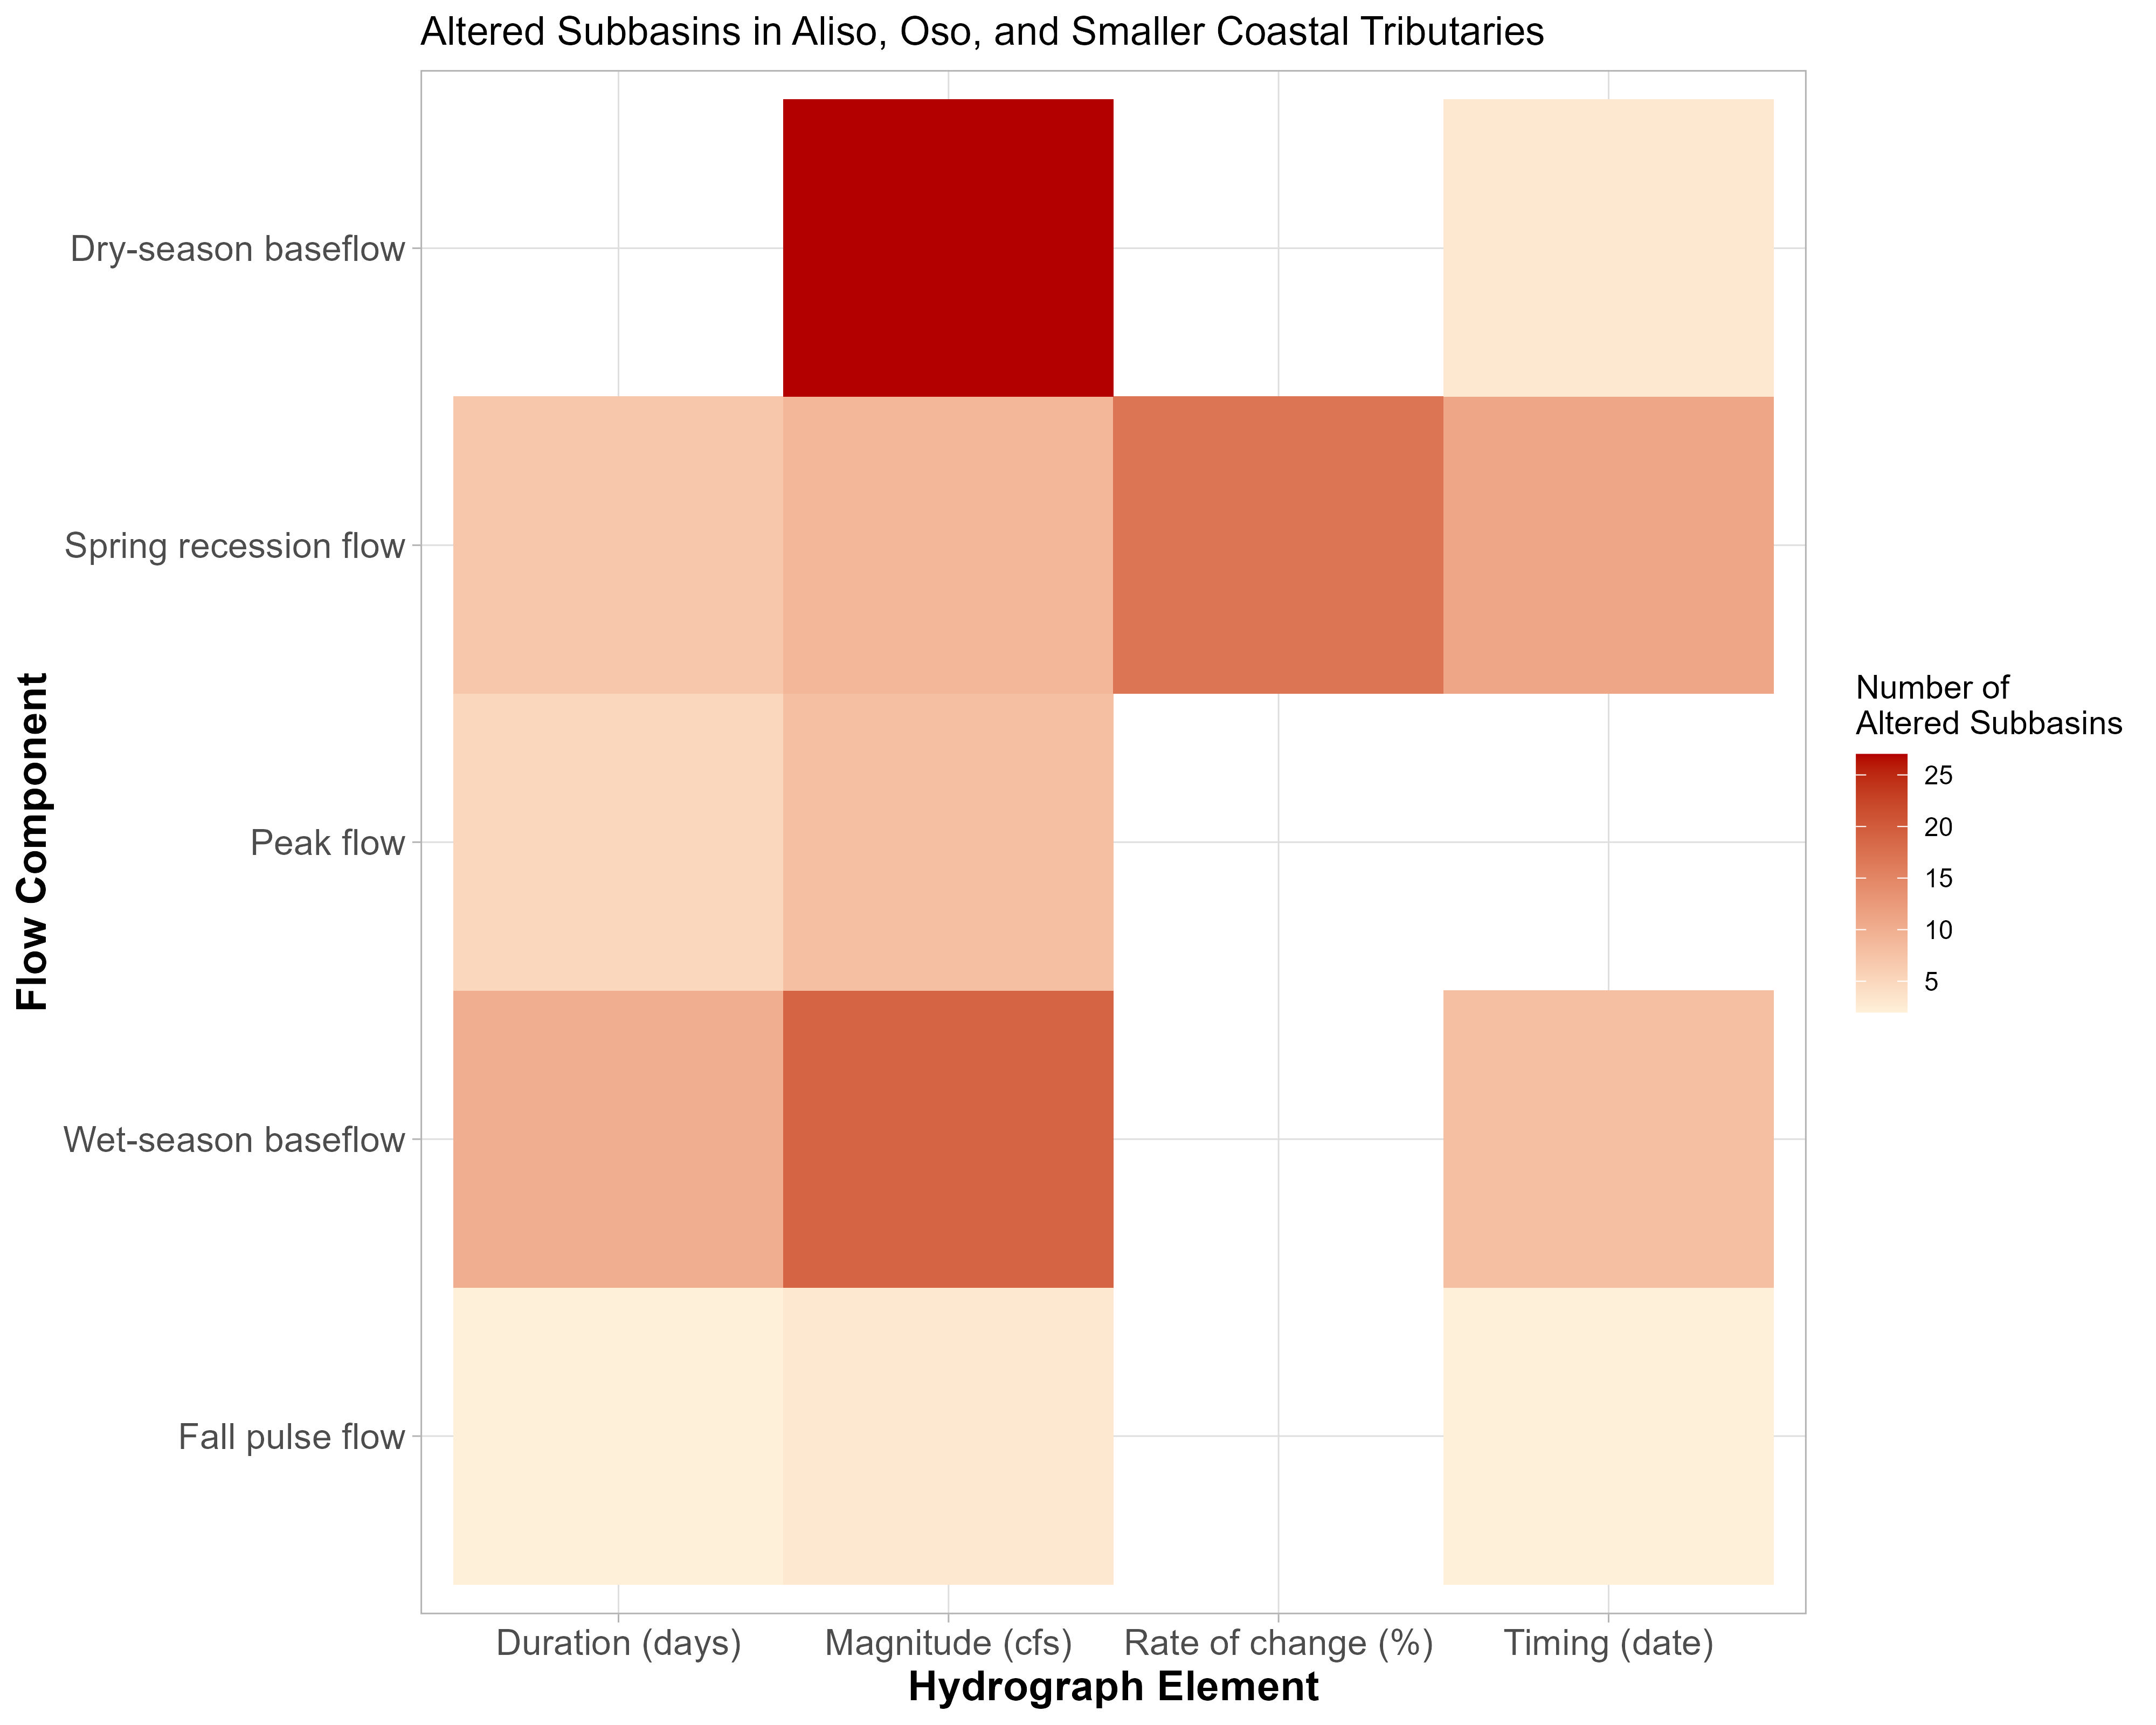 Altered Subbasins in Aliso, Oso, and Smaller Coastal Tributaries
Flow Component
Dry-season baseflow
Spring recession flow
Peak flow
Wet-season baseflow
Fall pulse flow
Duration (days)
Magnitude (cfs)
Rate of change (%)
Timing (date)
Hydrograph Element
Number of
Altered Subbasins
25
20
15
10
5